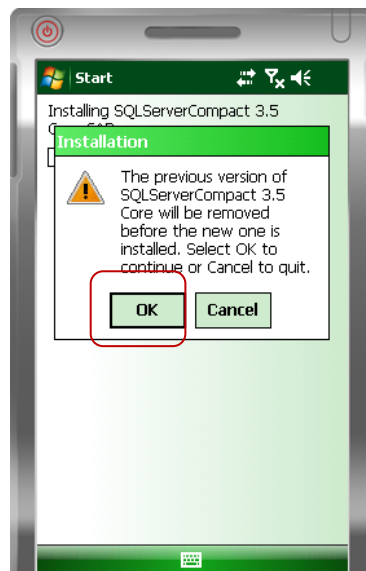 Start
Installing SQLServerCompact 3.5
Installation
The previous version of
SQLServerCompact 3.5
Core will be removed
before the new one is
installed. Select OK to
continue or Cancel to quit.
OK
Cancel